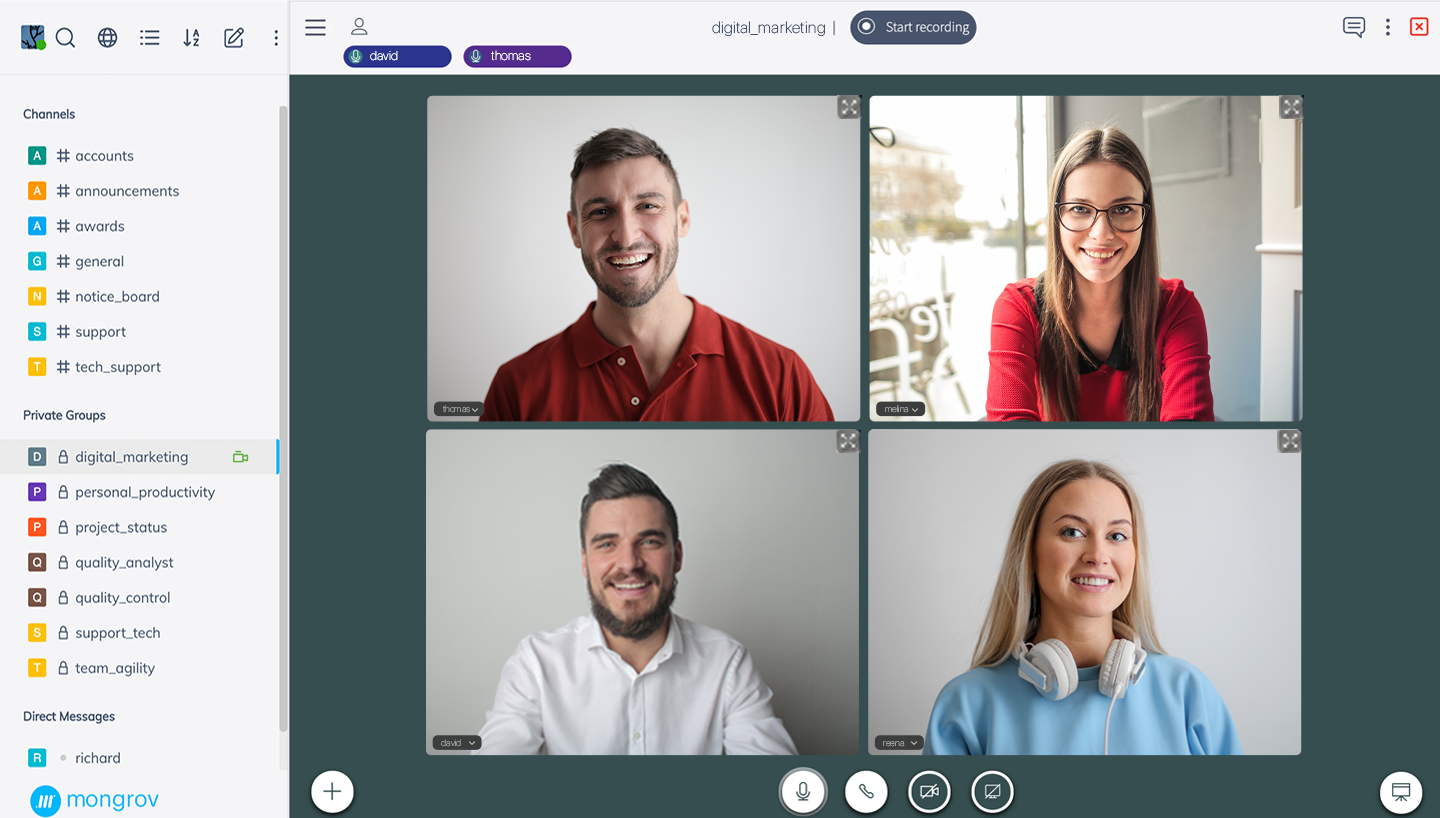 digital_marketing |
Start recording
david
thomas
Channels
A # accounts
A # announcements
A # awards
G # general
N # notice_board
S # support
T # tech_support
Private Groups
D digital_marketing
P personal_productivity
P project_status
Q quality_analyst
Q quality_control
S support_tech
T team_agility
Direct Messages
R richard
mongrov
thomas
melina
david
reena